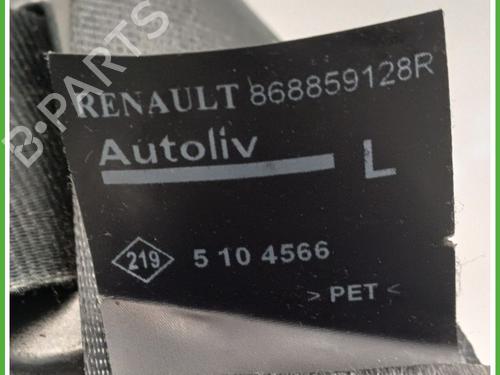 RENAULT 868859128R
Autoliv
L
219 5 10 4566
> PET <
B-PARTS